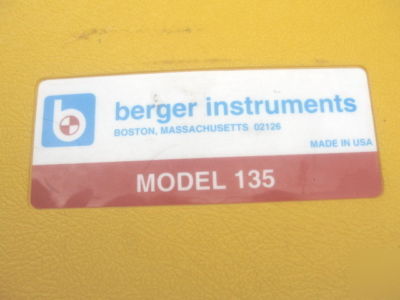 b berger instruments
BOSTON, MASSACHUSETTS 02126
MADE IN USA
MODEL 135